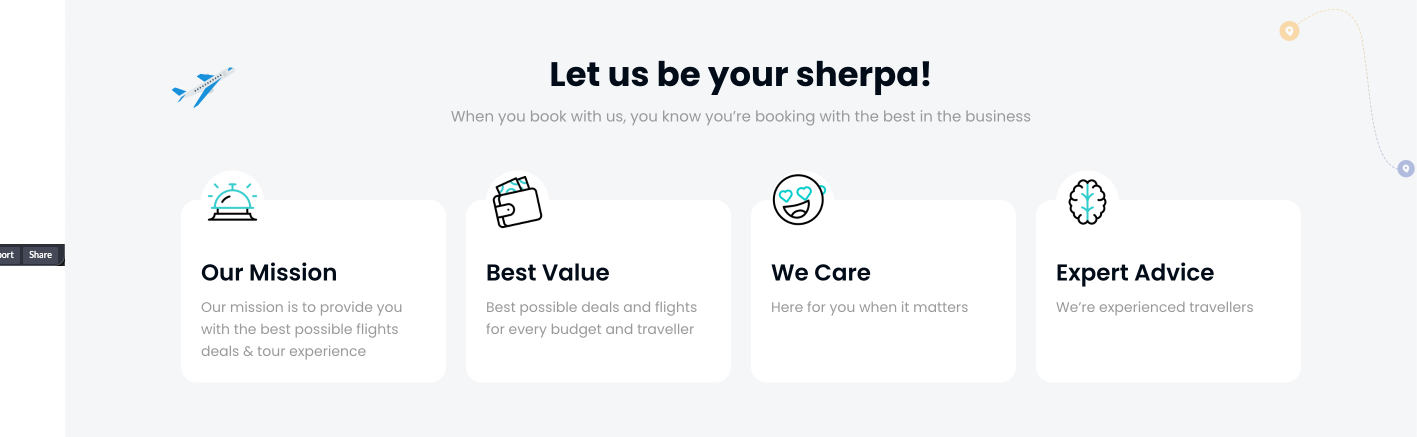 Let us be your sherpa!
When you book with us, you know you’re booking with the best in the business
Share
Our Mission
Our mission is to provide you
with the best possible flights
deals & tour experience
Best Value
Best possible deals and flights
for every budget and traveller
We Care
Here for you when it matters
Expert Advice
We’re experienced travellers